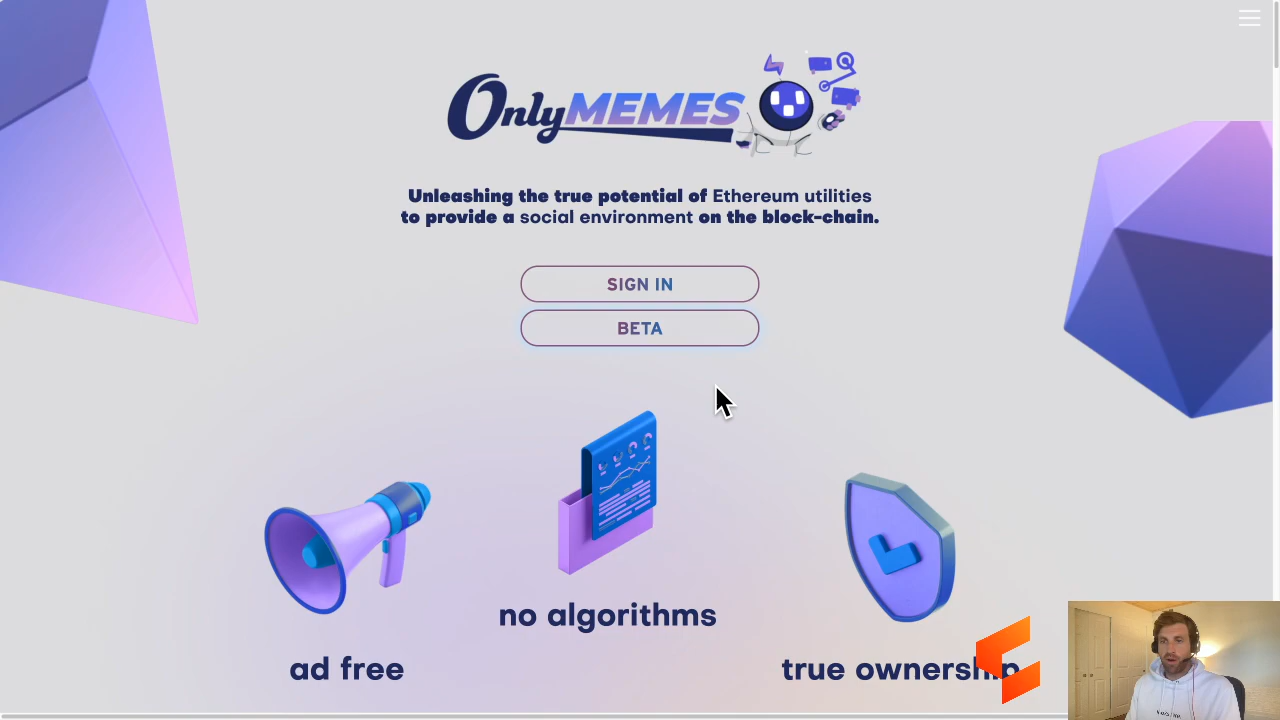 OnlyMEMES
Unleashing the true potential of Ethereum utilities
to provide a social environment on the block-chain.
SIGN IN
BETA
no algorithms
ad free
true ownership